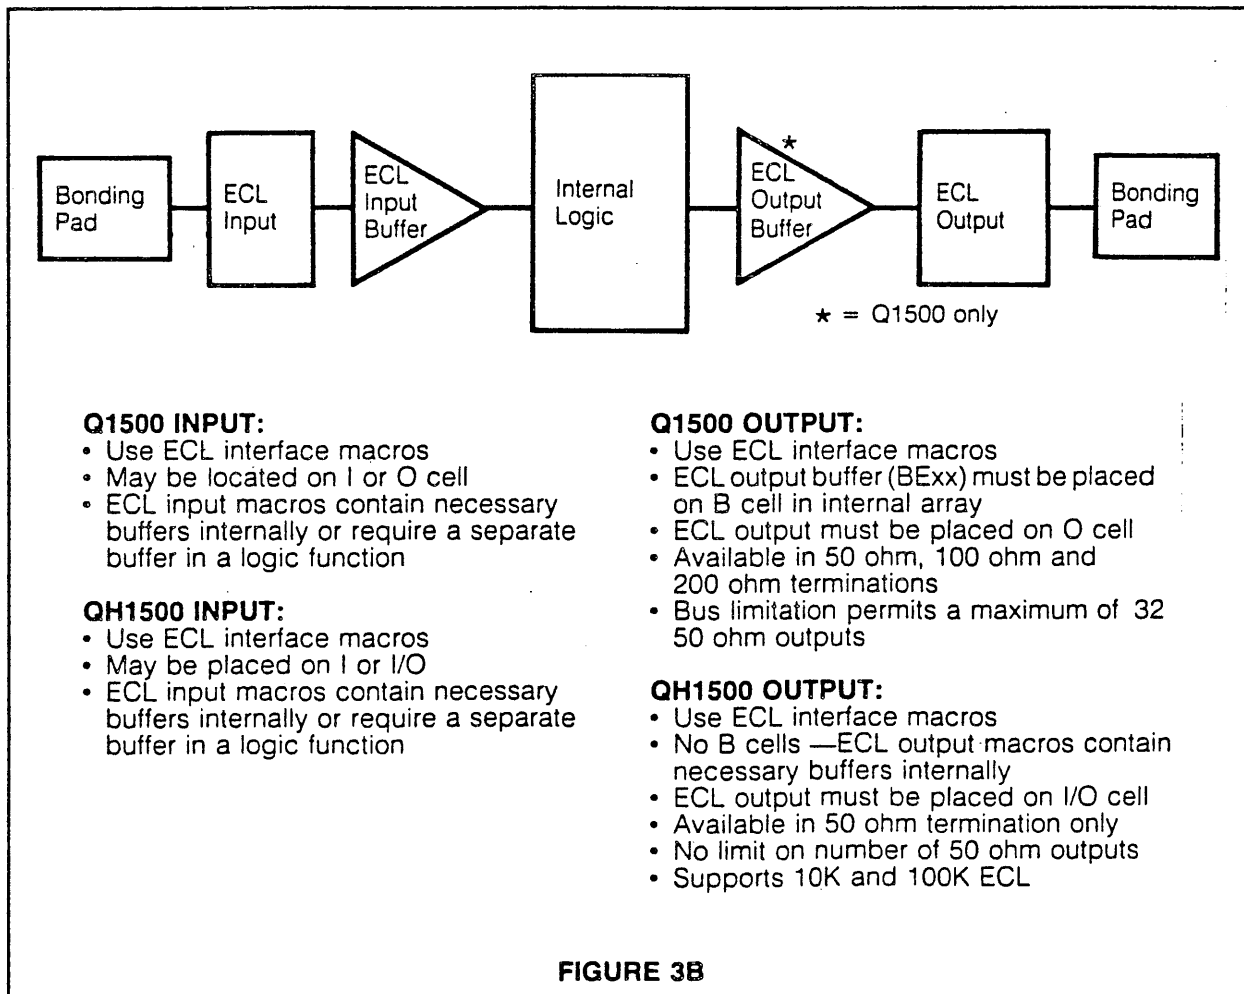 Bonding
Pad
ECL
Input
ECL
Input
Buffer
Internal
Logic
*
ECL
Output
Buffer
ECL
Output
Bonding
Pad
* = Q1500 only
Q1500 INPUT:
• Use ECL interface macros
• May be located on I or O cell
• ECL input macros contain necessary
buffers internally or require a separate
buffer in a logic function
QH1500 INPUT:
• Use ECL interface macros
• May be placed on I or I/O
• ECL input macros contain necessary
buffers internally or require a separate
buffer in a logic function
Q1500 OUTPUT:
• Use ECL interface macros
• ECL output buffer (BExx) must be placed
on B cell in internal array
• ECL output must be placed on O cell
• Available in 50 ohm, 100 ohm and
200 ohm terminations
• Bus limitation permits a maximum of 32
50 ohm outputs
QH1500 OUTPUT:
• Use ECL interface macros
• No B cells —ECL output macros contain
necessary buffers internally
• ECL output must be placed on I/O cell
• Available in 50 ohm termination only
• No limit on number of 50 ohm outputs
• Supports 10K and 100K ECL
FIGURE 3B